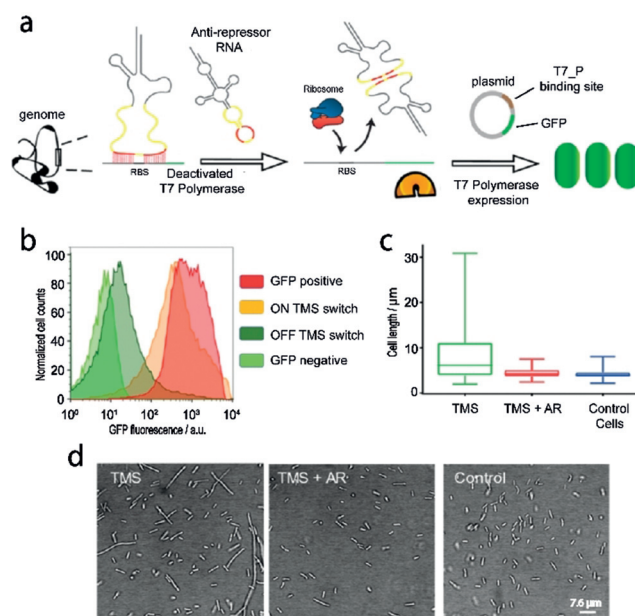 a
Anti-repressor
RNA
genome
RBS
Deactivated
T7 Polymerase
Ribosome
RBS
plasmid
T7_P
binding site
GFP
T7 Polymerase
expression
b
Normalized cell counts
100
80
60
40
20
0
10⁰
10¹
10²
10³
10⁴
GFP fluorescence / a.u.
GFP positive
ON TMS switch
OFF TMS switch
GFP negative
c
Cell length / µm
30
20
10
0
TMS
TMS + AR
Control
Cells
d
TMS
TMS + AR
Control
7.6 µm